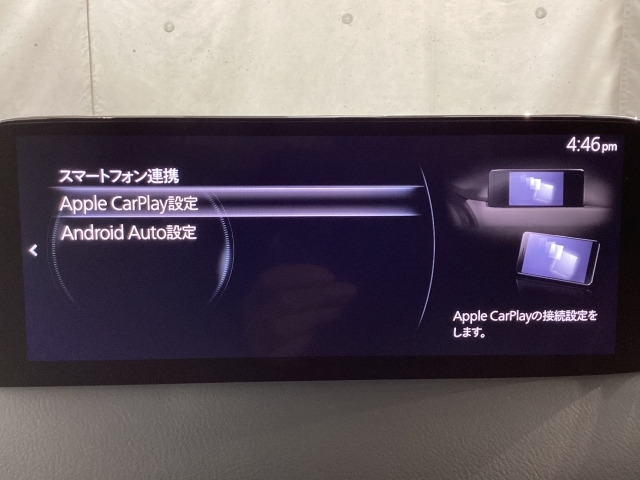 4:46pm
スマートフォン連携
Apple CarPlay設定
Android Auto設定
Apple CarPlayの接続設定を
します。